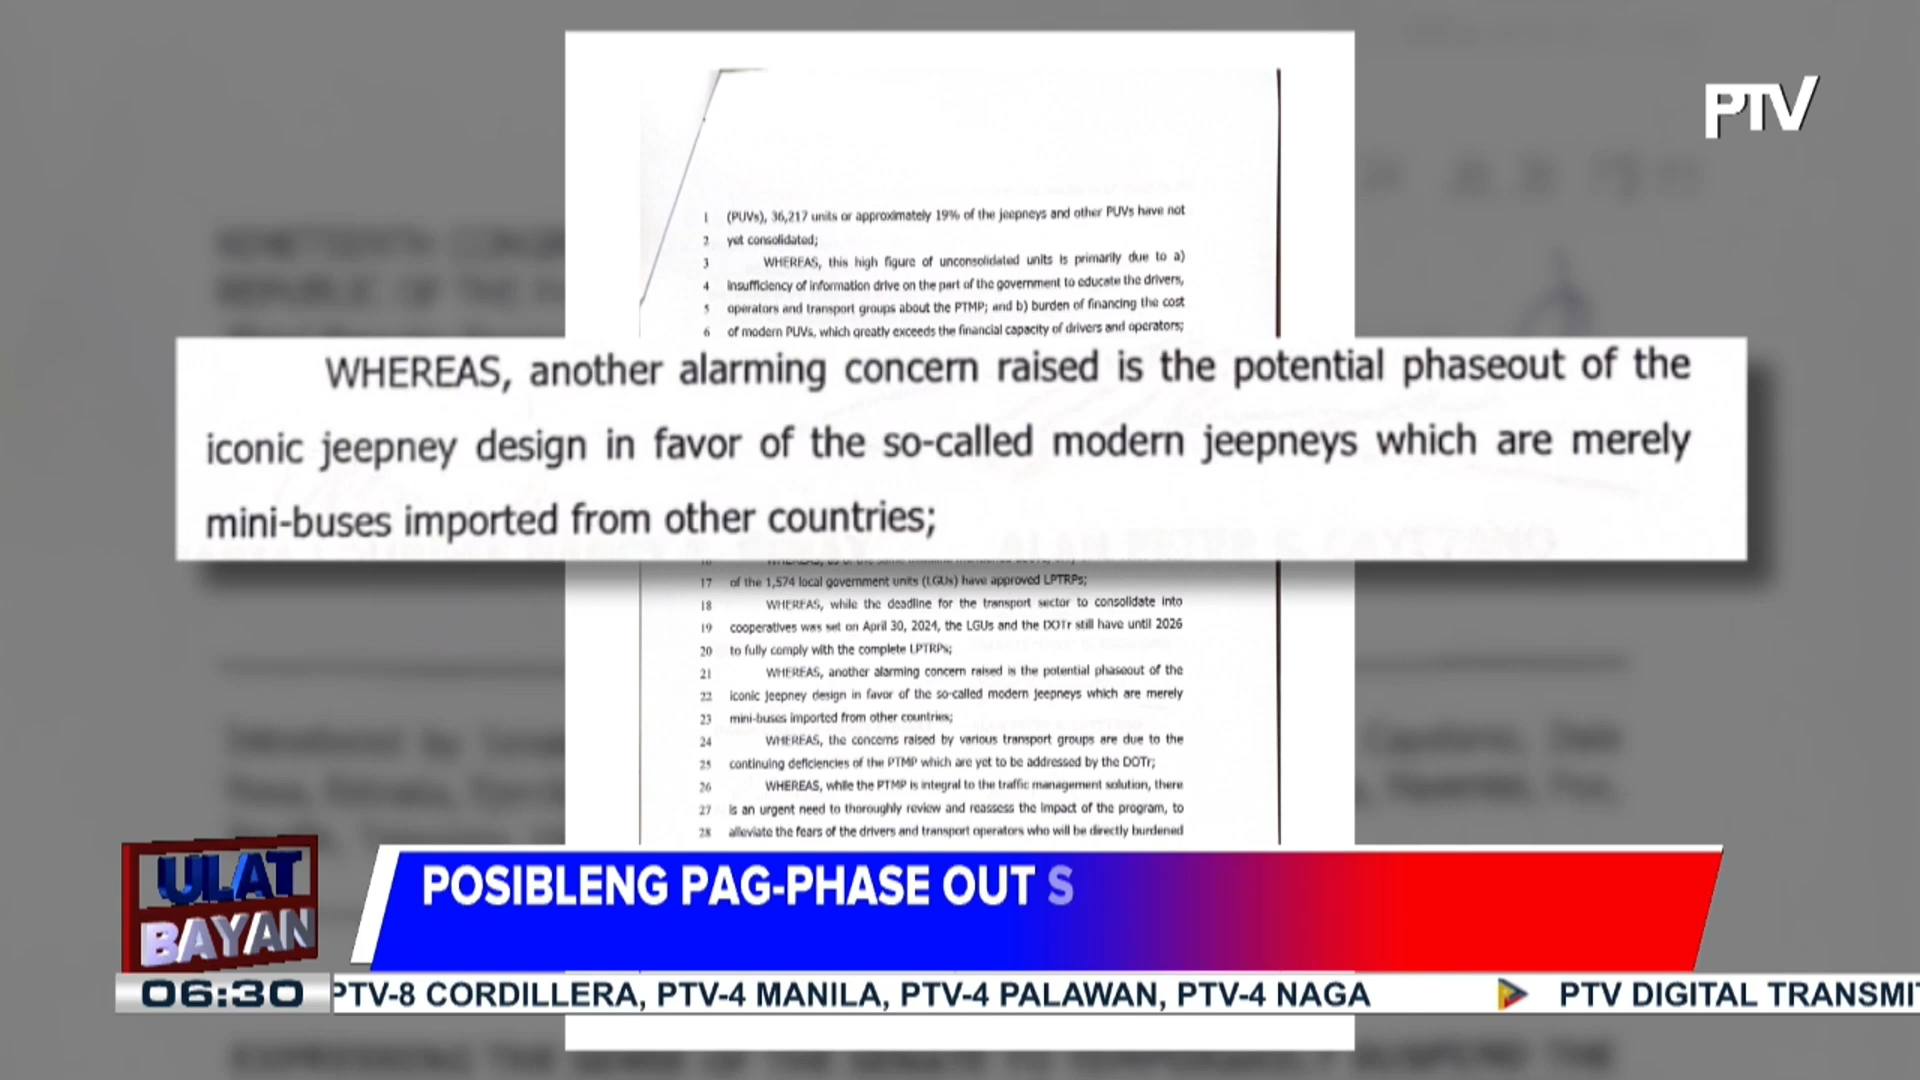 PTV
1 (PUVs), 36,217 units or approximately 19% of the jeepneys and other PUVs have not
2 yet consolidated;
3 WHEREAS, this high figure of unconsolidated units is primarily due to a)
4 insufficiency of information drive on the part of the government to educate the drivers,
5 operators and transport groups about the PTMP; and b) burden of financing the cost
6 of modern PUVs, which greatly exceeds the financial capacity of drivers and operators;
WHEREAS, another alarming concern raised is the potential phaseout of the
iconic jeepney design in favor of the so-called modern jeepneys which are merely
mini-buses imported from other countries;
17 of the 1,574 local government units (LGUs) have approved LPTRPs;
18 WHEREAS, while the deadline for the transport sector to consolidate into
19 cooperatives was set on April 30, 2024, the LGUs and the DOTr still have until 2026
20 to fully comply with the complete LPTRPs;
21 WHEREAS, another alarming concern raised is the potential phaseout of the
22 iconic jeepney design in favor of the so-called modern jeepneys which are merely
23 mini-buses imported from other countries;
24 WHEREAS, the concerns raised by various transport groups are due to the
25 continuing deficiencies of the PTMP which are yet to be addressed by the DOTr;
26 WHEREAS, while the PTMP is integral to the traffic management solution, there
27 is an urgent need to thoroughly review and reassess the impact of the program, to
28 alleviate the fears of the drivers and transport operators who will be directly burdened
ULAT
BAYAN
POSIBLENG PAG-PHASE OUT S
06:30 PTV-8 CORDILLERA, PTV-4 MANILA, PTV-4 PALAWAN, PTV-4 NAGA PTV DIGITAL TRANSMIT